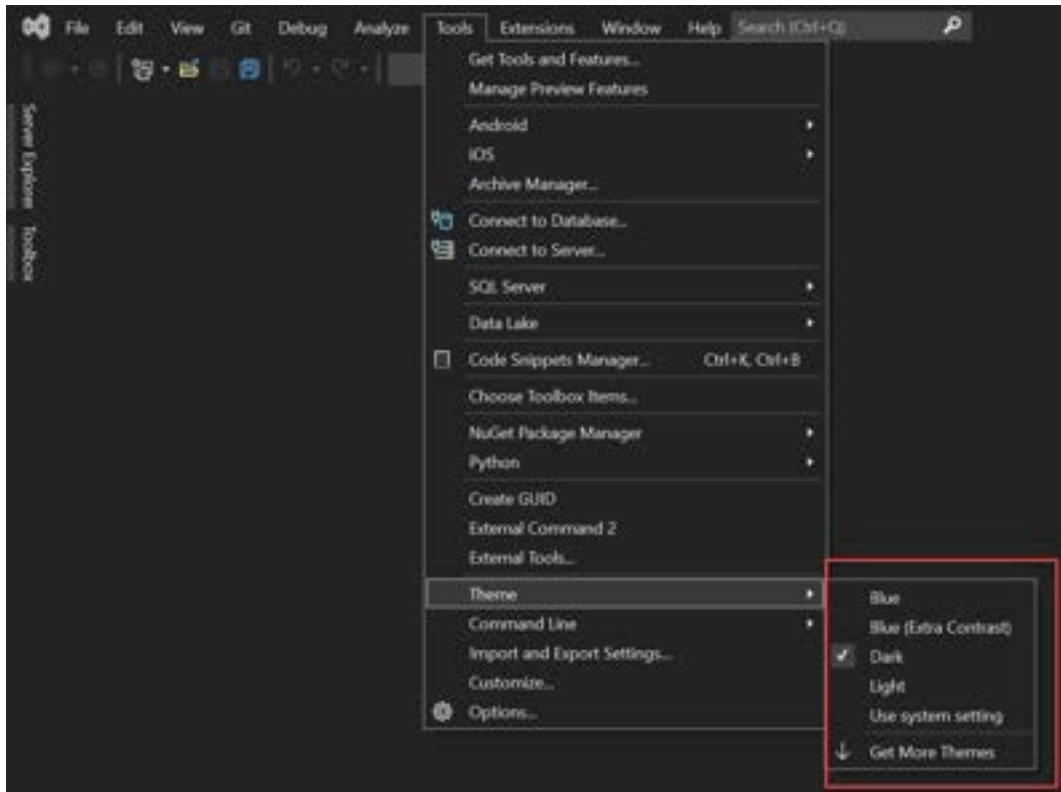 File Edit View Git Debug Analyze Tools Extensions Window Help Search (Ctrl+Q)
Server Explorer
Toolbox
Get Tools and Features...
Manage Preview Features
Android
iOS
Archive Manager...
Connect to Database...
Connect to Server...
SQL Server
Data Lake
Code Snippets Manager... Ctrl+K, Ctrl+B
Choose Toolbox Items...
NuGet Package Manager
Python
Create GUID
External Command 2
External Tools...
Theme
Command Line
Import and Export Settings...
Customize...
Options...
Blue
Blue (Extra Contrast)
Dark
Light
Use system setting
Get More Themes